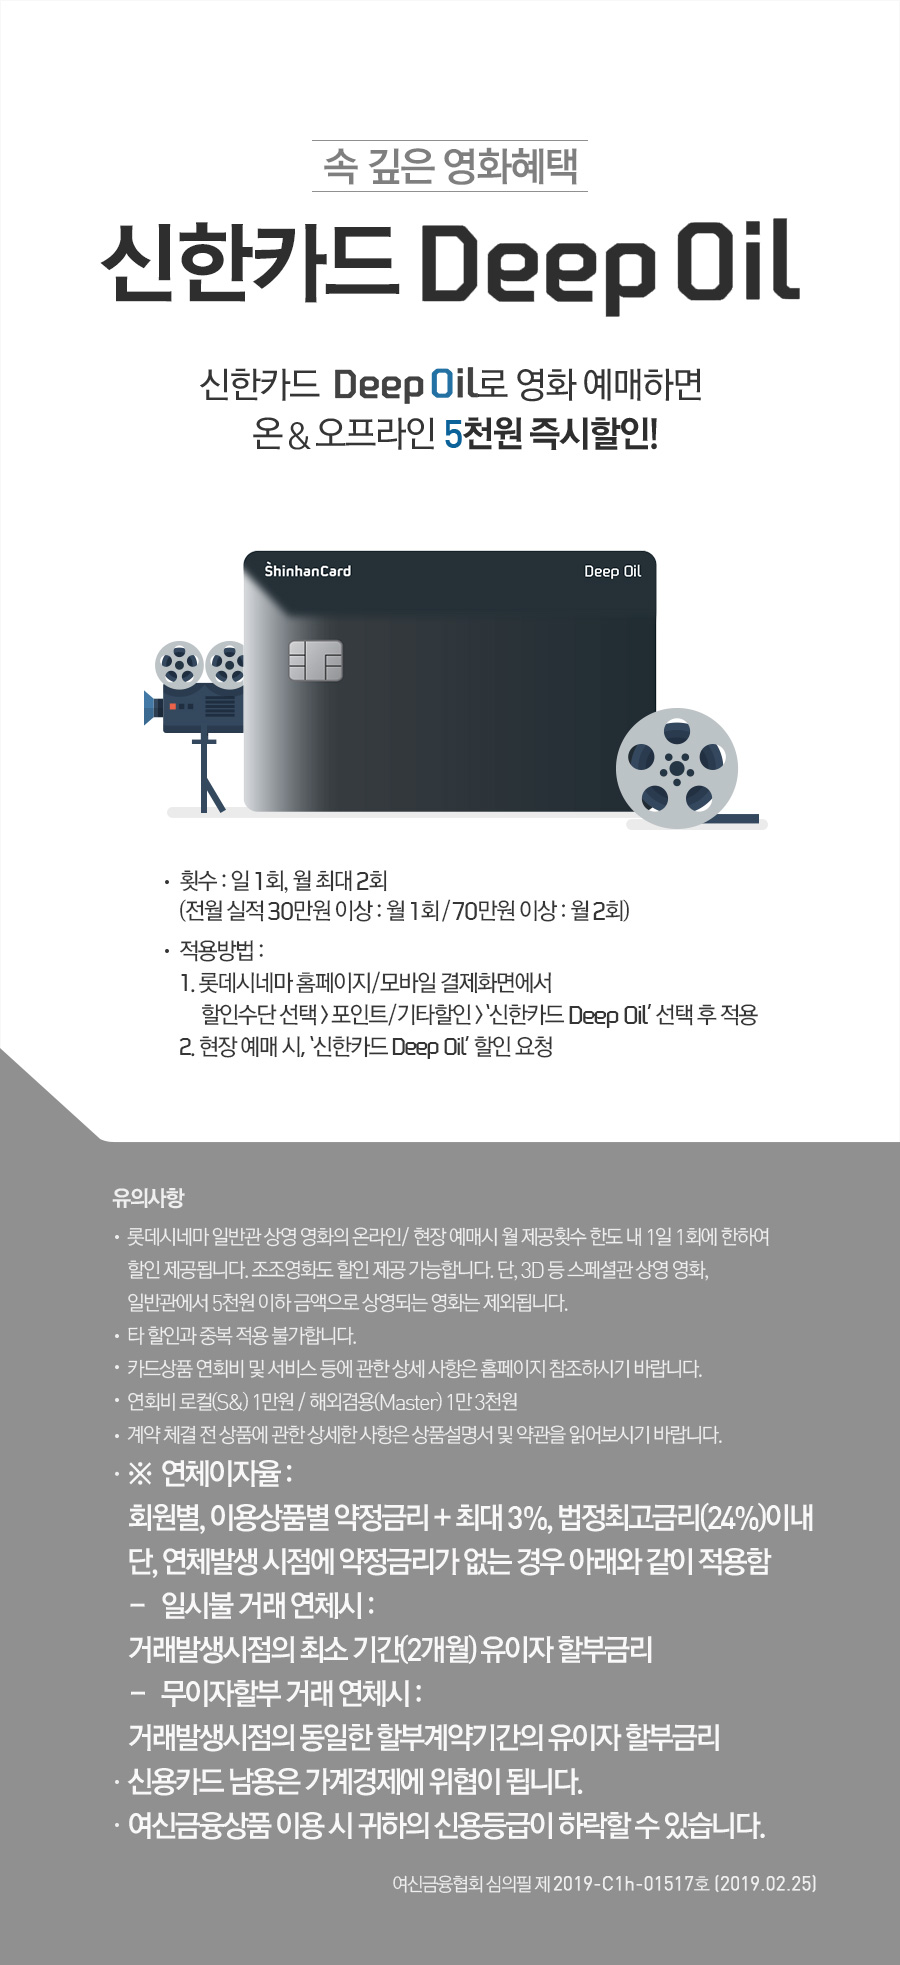 속 깊은 영화혜택
신한카드 Deep Oil
신한카드 Deep Oil로 영화 예매하면
온 & 오프라인 5천원 즉시할인!
ShinhanCard
Deep Oil
· 횟수 : 일 1회, 월 최대 2회
(전월 실적 30만원 이상 : 월 1회 / 70만원 이상 : 월 2회)
· 적용방법 :
1. 롯데시네마 홈페이지/모바일 결제화면에서
할인수단 선택 > 포인트/기타할인 > '신한카드 Deep Oil' 선택 후 적용
2. 현장 예매 시, '신한카드 Deep Oil' 할인 요청
유의사항
· 롯데시네마 일반관 상영 영화의 온라인/ 현장 예매시 월 제공횟수 한도 내 1일 1회에 한하여
할인 제공됩니다. 조조영화도 할인 제공 가능합니다. 단, 3D 등 스페셜관 상영 영화,
일반관에서 5천원 이하 금액으로 상영되는 영화는 제외됩니다.
· 타 할인과 중복 적용 불가합니다.
· 카드상품 연회비 및 서비스 등에 관한 상세 사항은 홈페이지 참조하시기 바랍니다.
· 연회비 로컬(S&) 1만원 / 해외겸용(Master) 1만 3천원
· 계약 체결 전 상품에 관한 상세한 사항은 상품설명서 및 약관을 읽어보시기 바랍니다.
· ※ 연체이자율 :
회원별, 이용상품별 약정금리 + 최대 3%, 법정최고금리(24%)이내
단, 연체발생 시점에 약정금리가 없는 경우 아래와 같이 적용함
- 일시불 거래 연체시 :
거래발생시점의 최소 기간(2개월) 유이자 할부금리
- 무이자할부 거래 연체시 :
거래발생시점의 동일한 할부계약기간의 유이자 할부금리
· 신용카드 남용은 가계경제에 위협이 됩니다.
· 여신금융상품 이용 시 귀하의 신용등급이 하락할 수 있습니다.
여신금융협회 심의필 제 2019-C1h-01517호 (2019.02.25)